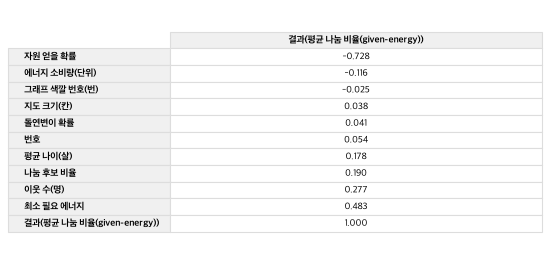 결과(평균 나눔 비율(given-energy))
자원 얻을 확률 -0.728
에너지 소비량(단위) -0.116
그래프 색깔 번호(번) -0.025
지도 크기(칸) 0.038
돌연변이 확률 0.041
번호 0.054
평균 나이(살) 0.178
나눔 후보 비율 0.190
이웃 수(명) 0.277
최소 필요 에너지 0.483
결과(평균 나눔 비율(given-energy)) 1.000